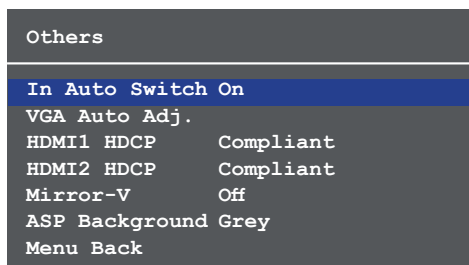 Others
In Auto Switch On
VGA Auto Adj.
HDMI1 HDCP Compliant
HDMI2 HDCP Compliant
Mirror-V Off
ASP Background Grey
Menu Back